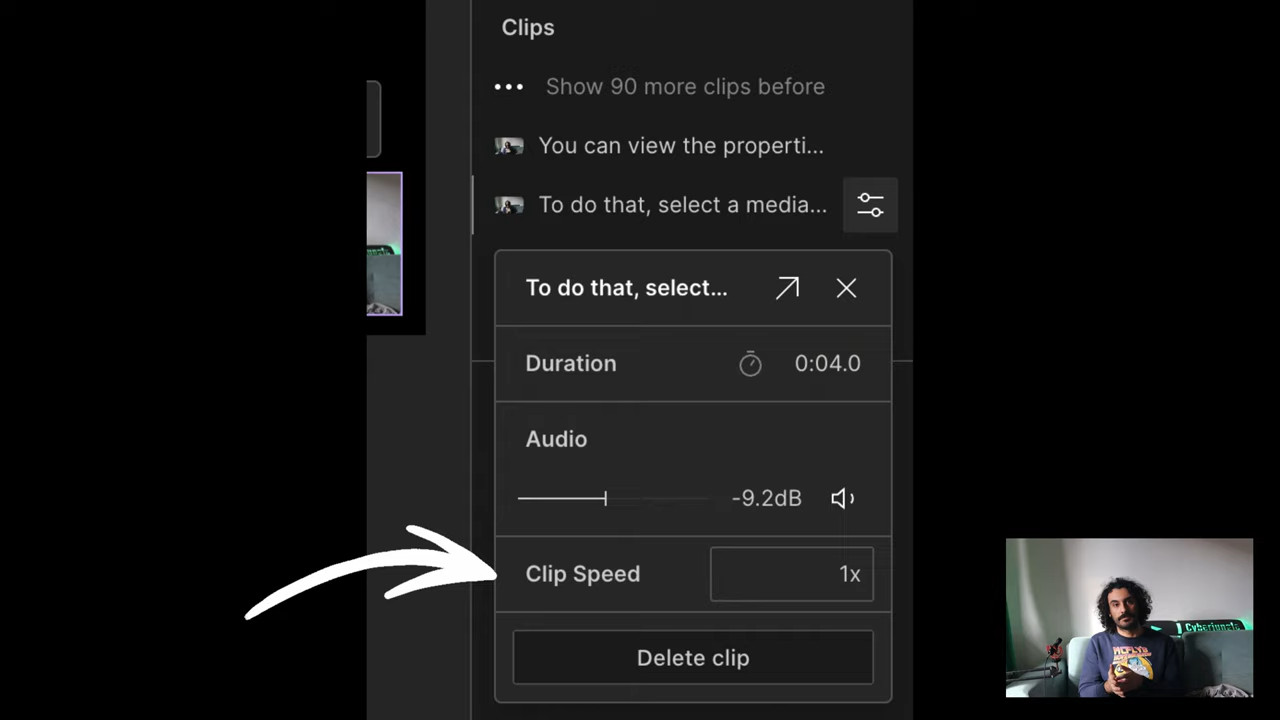 Clips
Show 90 more clips before
You can view the properti...
To do that, select a media...
To do that, select...
Duration 0:04.0
Audio
-9.2dB
Clip Speed 1x
Delete clip
MCFLY'S